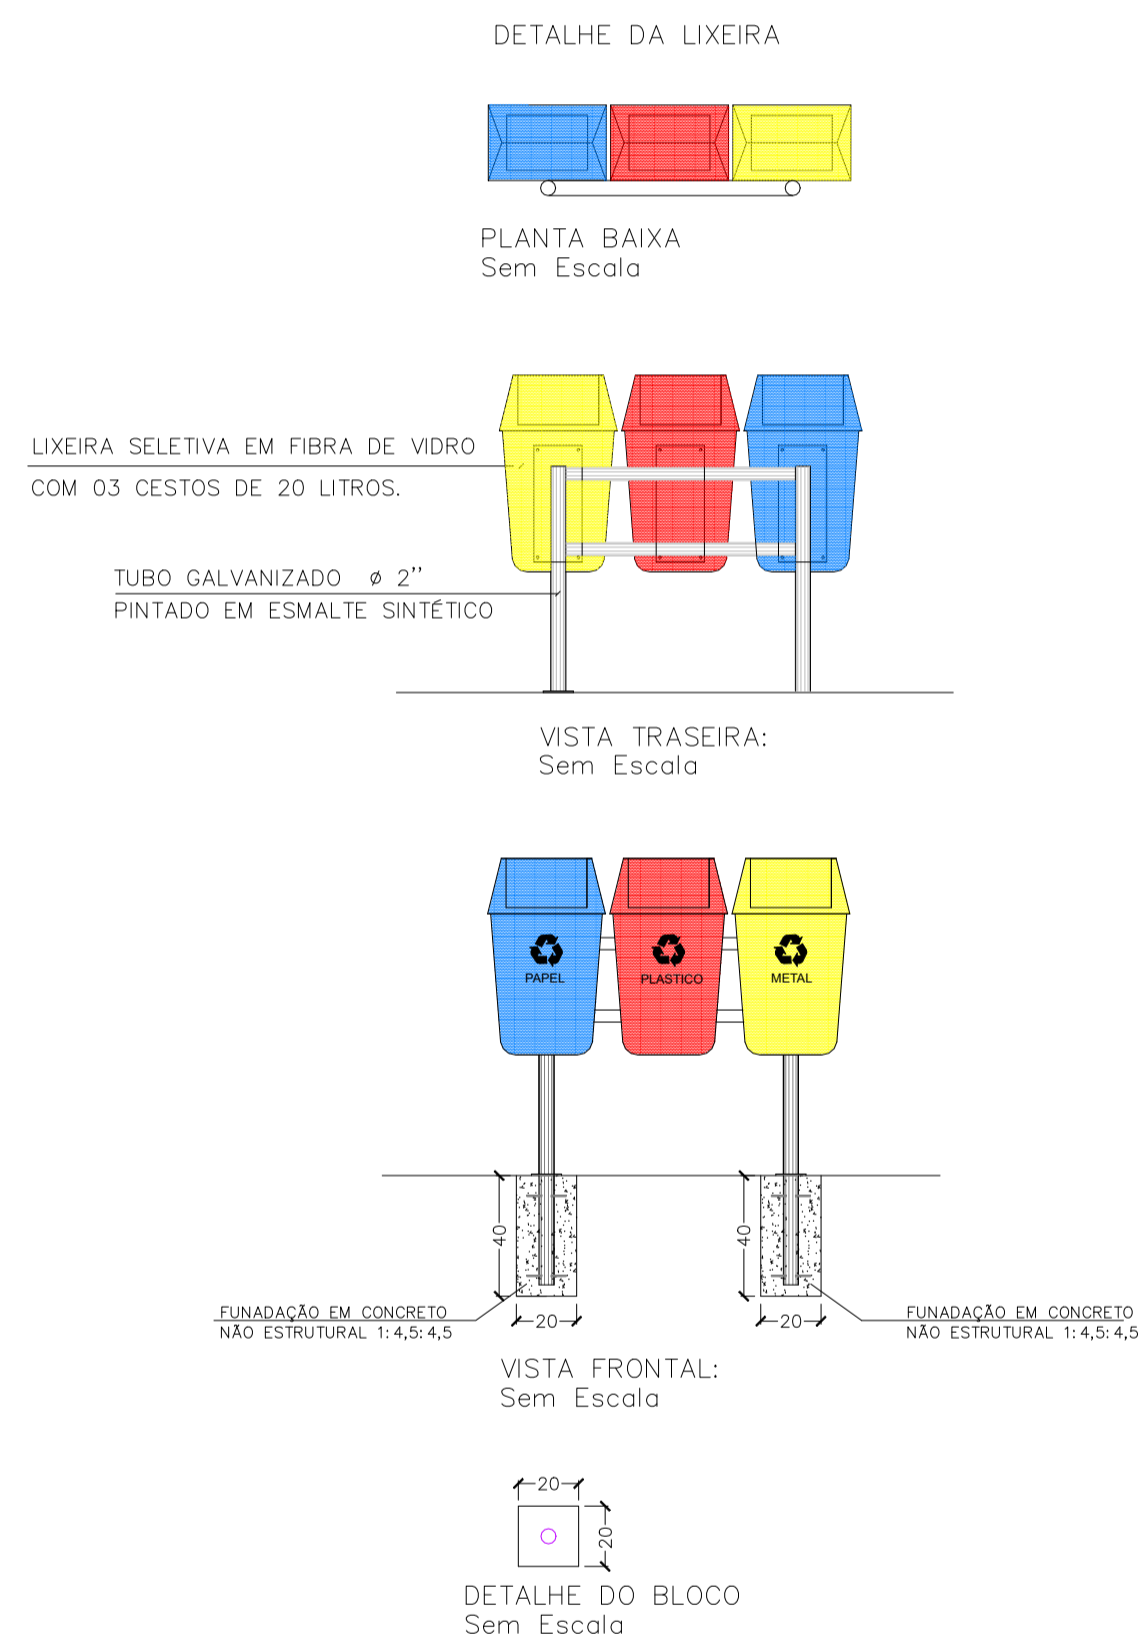 DETALHE DA LIXEIRA
PLANTA BAIXA
Sem Escala
LIXEIRA SELETIVA EM FIBRA DE VIDRO
COM 03 CESTOS DE 20 LITROS.
TUBO GALVANIZADO ø 2''
PINTADO EM ESMALTE SINTÉTICO
VISTA TRASEIRA:
Sem Escala
PAPEL
PLASTICO
METAL
40
40
20
20
FUNADAÇÃO EM CONCRETO
NÃO ESTRUTURAL 1:4,5:4,5
FUNADAÇÃO EM CONCRETO
NÃO ESTRUTURAL 1:4,5:4,5
VISTA FRONTAL:
Sem Escala
20
20
DETALHE DO BLOCO
Sem Escala